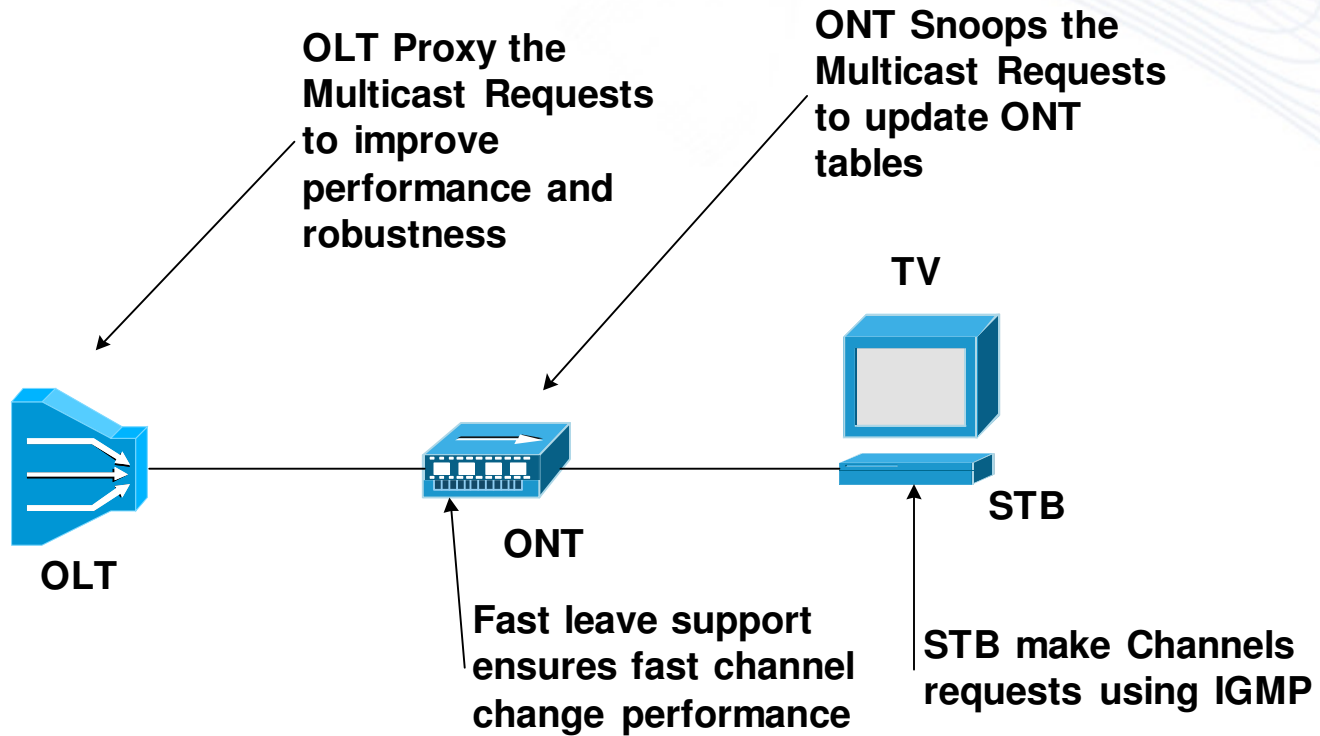 OLT Proxy the
Multicast Requests
to improve
performance and
robustness
ONT Snoops the
Multicast Requests
to update ONT
tables
TV
STB
ONT
OLT
Fast leave support
ensures fast channel
change performance
STB make Channels
requests using IGMP